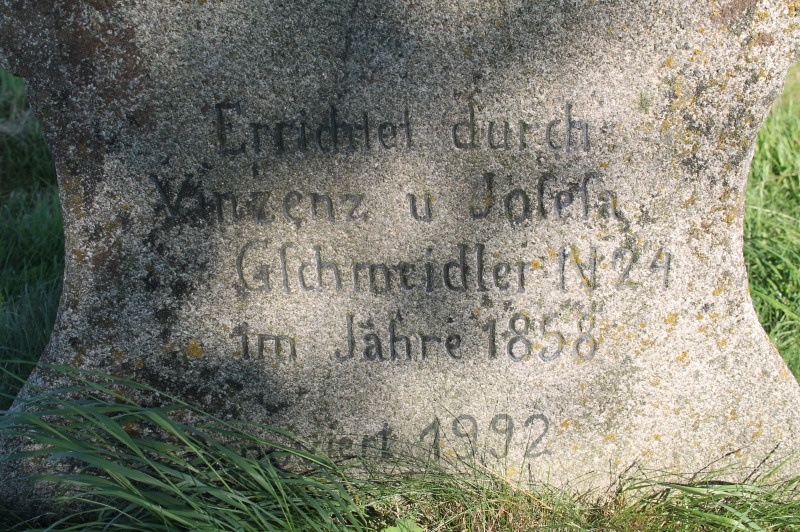 Errichtet durch
Vinzenz u Joſefa
Gſchmeidler N 24
im Jahre 1858
1992